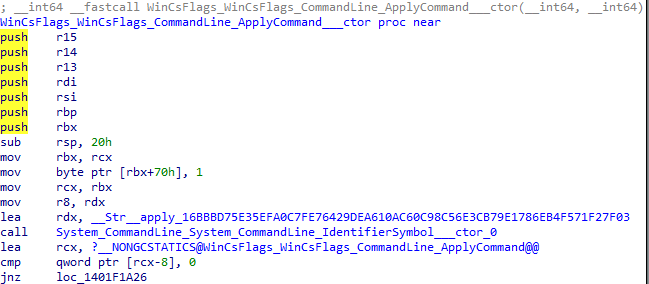 ; __int64 __fastcall WinCsFlags_WinCsFlags_CommandLine_ApplyCommand___ctor(__int64, __int64)
WinCsFlags_WinCsFlags_CommandLine_ApplyCommand___ctor proc near
push r15
push r14
push r13
push rdi
push rsi
push rbp
push rbx
sub rsp, 20h
mov rbx, rcx
mov byte ptr [rbx+70h], 1
mov rcx, rbx
mov r8, rdx
lea rdx, __Str__apply_16BBBD75E35EFA0C7FE76429DEA610AC60C98C56E3CB79E1786EB4F571F27F03
call System_CommandLine_System_CommandLine_IdentifierSymbol___ctor_0
lea rcx, ?__NONGCSTATICS@WinCsFlags_WinCsFlags_CommandLine_ApplyCommand@@
cmp qword ptr [rcx-8], 0
jnz loc_1401F1A26